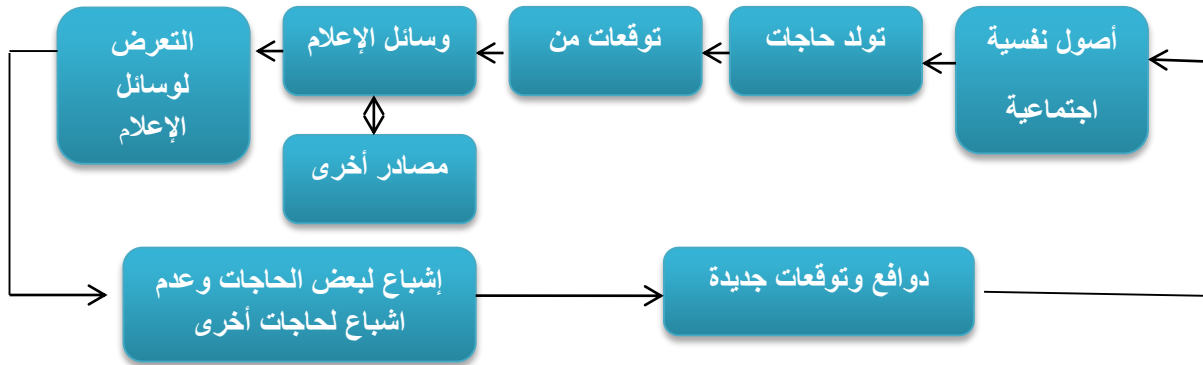 أصول نفسية
اجتماعية
تولد حاجات
توقعات من
وسائل الإعلام
التعرض
لوسائل
الإعلام
مصادر أخرى
إشباع لبعض الحاجات وعدم
اشباع لحاجات أخرى
دوافع وتوقعات جديدة